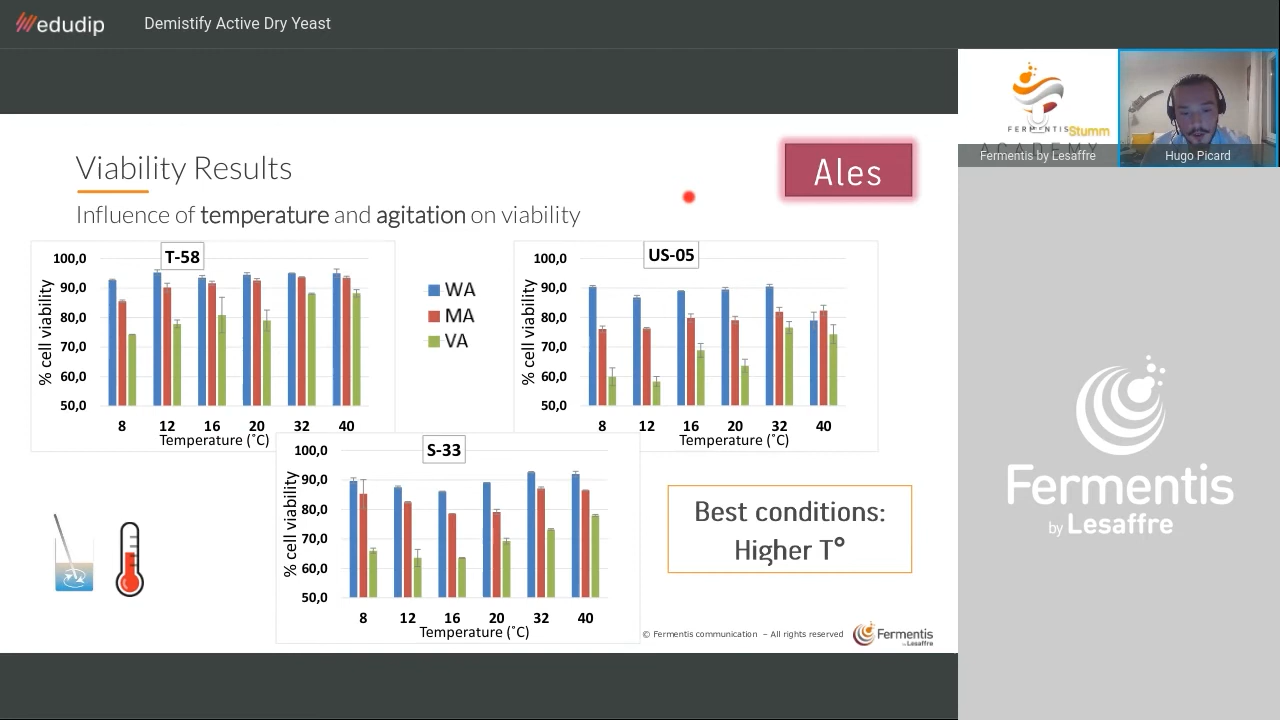 edudip
Demistify Active Dry Yeast
FERMENTIS
Stumm
ACADEMY
Fermentis by Lesaffre
Hugo Picard
Viability Results
Ales
Influence of temperature and agitation on viability
T-58
% cell viability
100,0
90,0
80,0
70,0
60,0
50,0
8 12 16 20 32 40
Temperature (˚C)
WA
MA
VA
US-05
% cell viability
100,0
90,0
80,0
70,0
60,0
50,0
8 12 16 20 32 40
Temperature (˚C)
S-33
% cell viability
100,0
90,0
80,0
70,0
60,0
50,0
8 12 16 20 32 40
Temperature (˚C)
Best conditions:
Higher T°
© Fermentis communication – All rights reserved
Fermentis
by Lesaffre
Fermentis
by Lesaffre